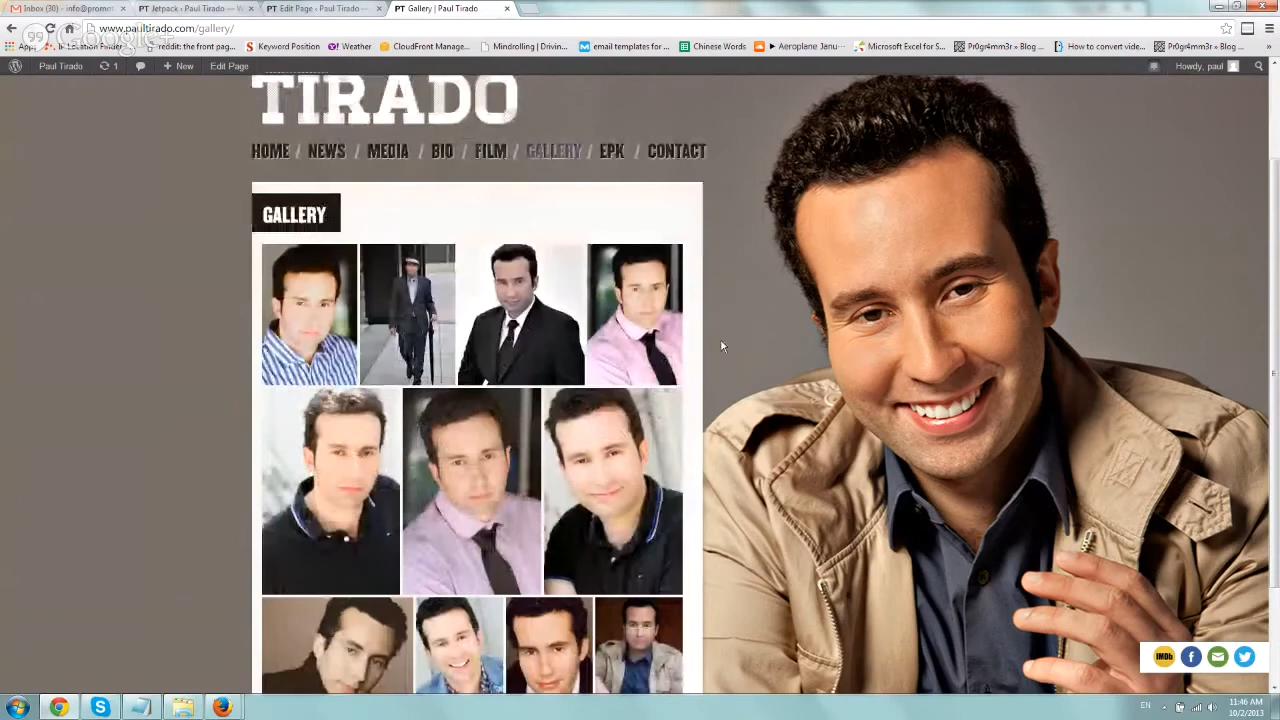 Inbox (30) - info@promot
PT Jetpack ‹ Paul Tirado — W
PT Edit Page ‹ Paul Tirado —
PT Gallery | Paul Tirado
www.paultirado.com/gallery/
Google+
reddit: the front pag...
Keyword Position
Weather
CloudFront Manage...
Mindrolling | Drivin...
email templates for ...
Chinese Words
Aeroplane Janu...
Microsoft Excel for S...
Pr0gr4mm3r » Blog ...
How to convert vide...
Pr0gr4mm3r » Blog ...
Paul Tirado
1
New
Edit Page
Howdy, paul
TIRADO
HOME / NEWS / MEDIA / BIO / FILM / GALLERY / EPK / CONTACT
GALLERY
IMDb
EN
11:46 AM
10/2/2013